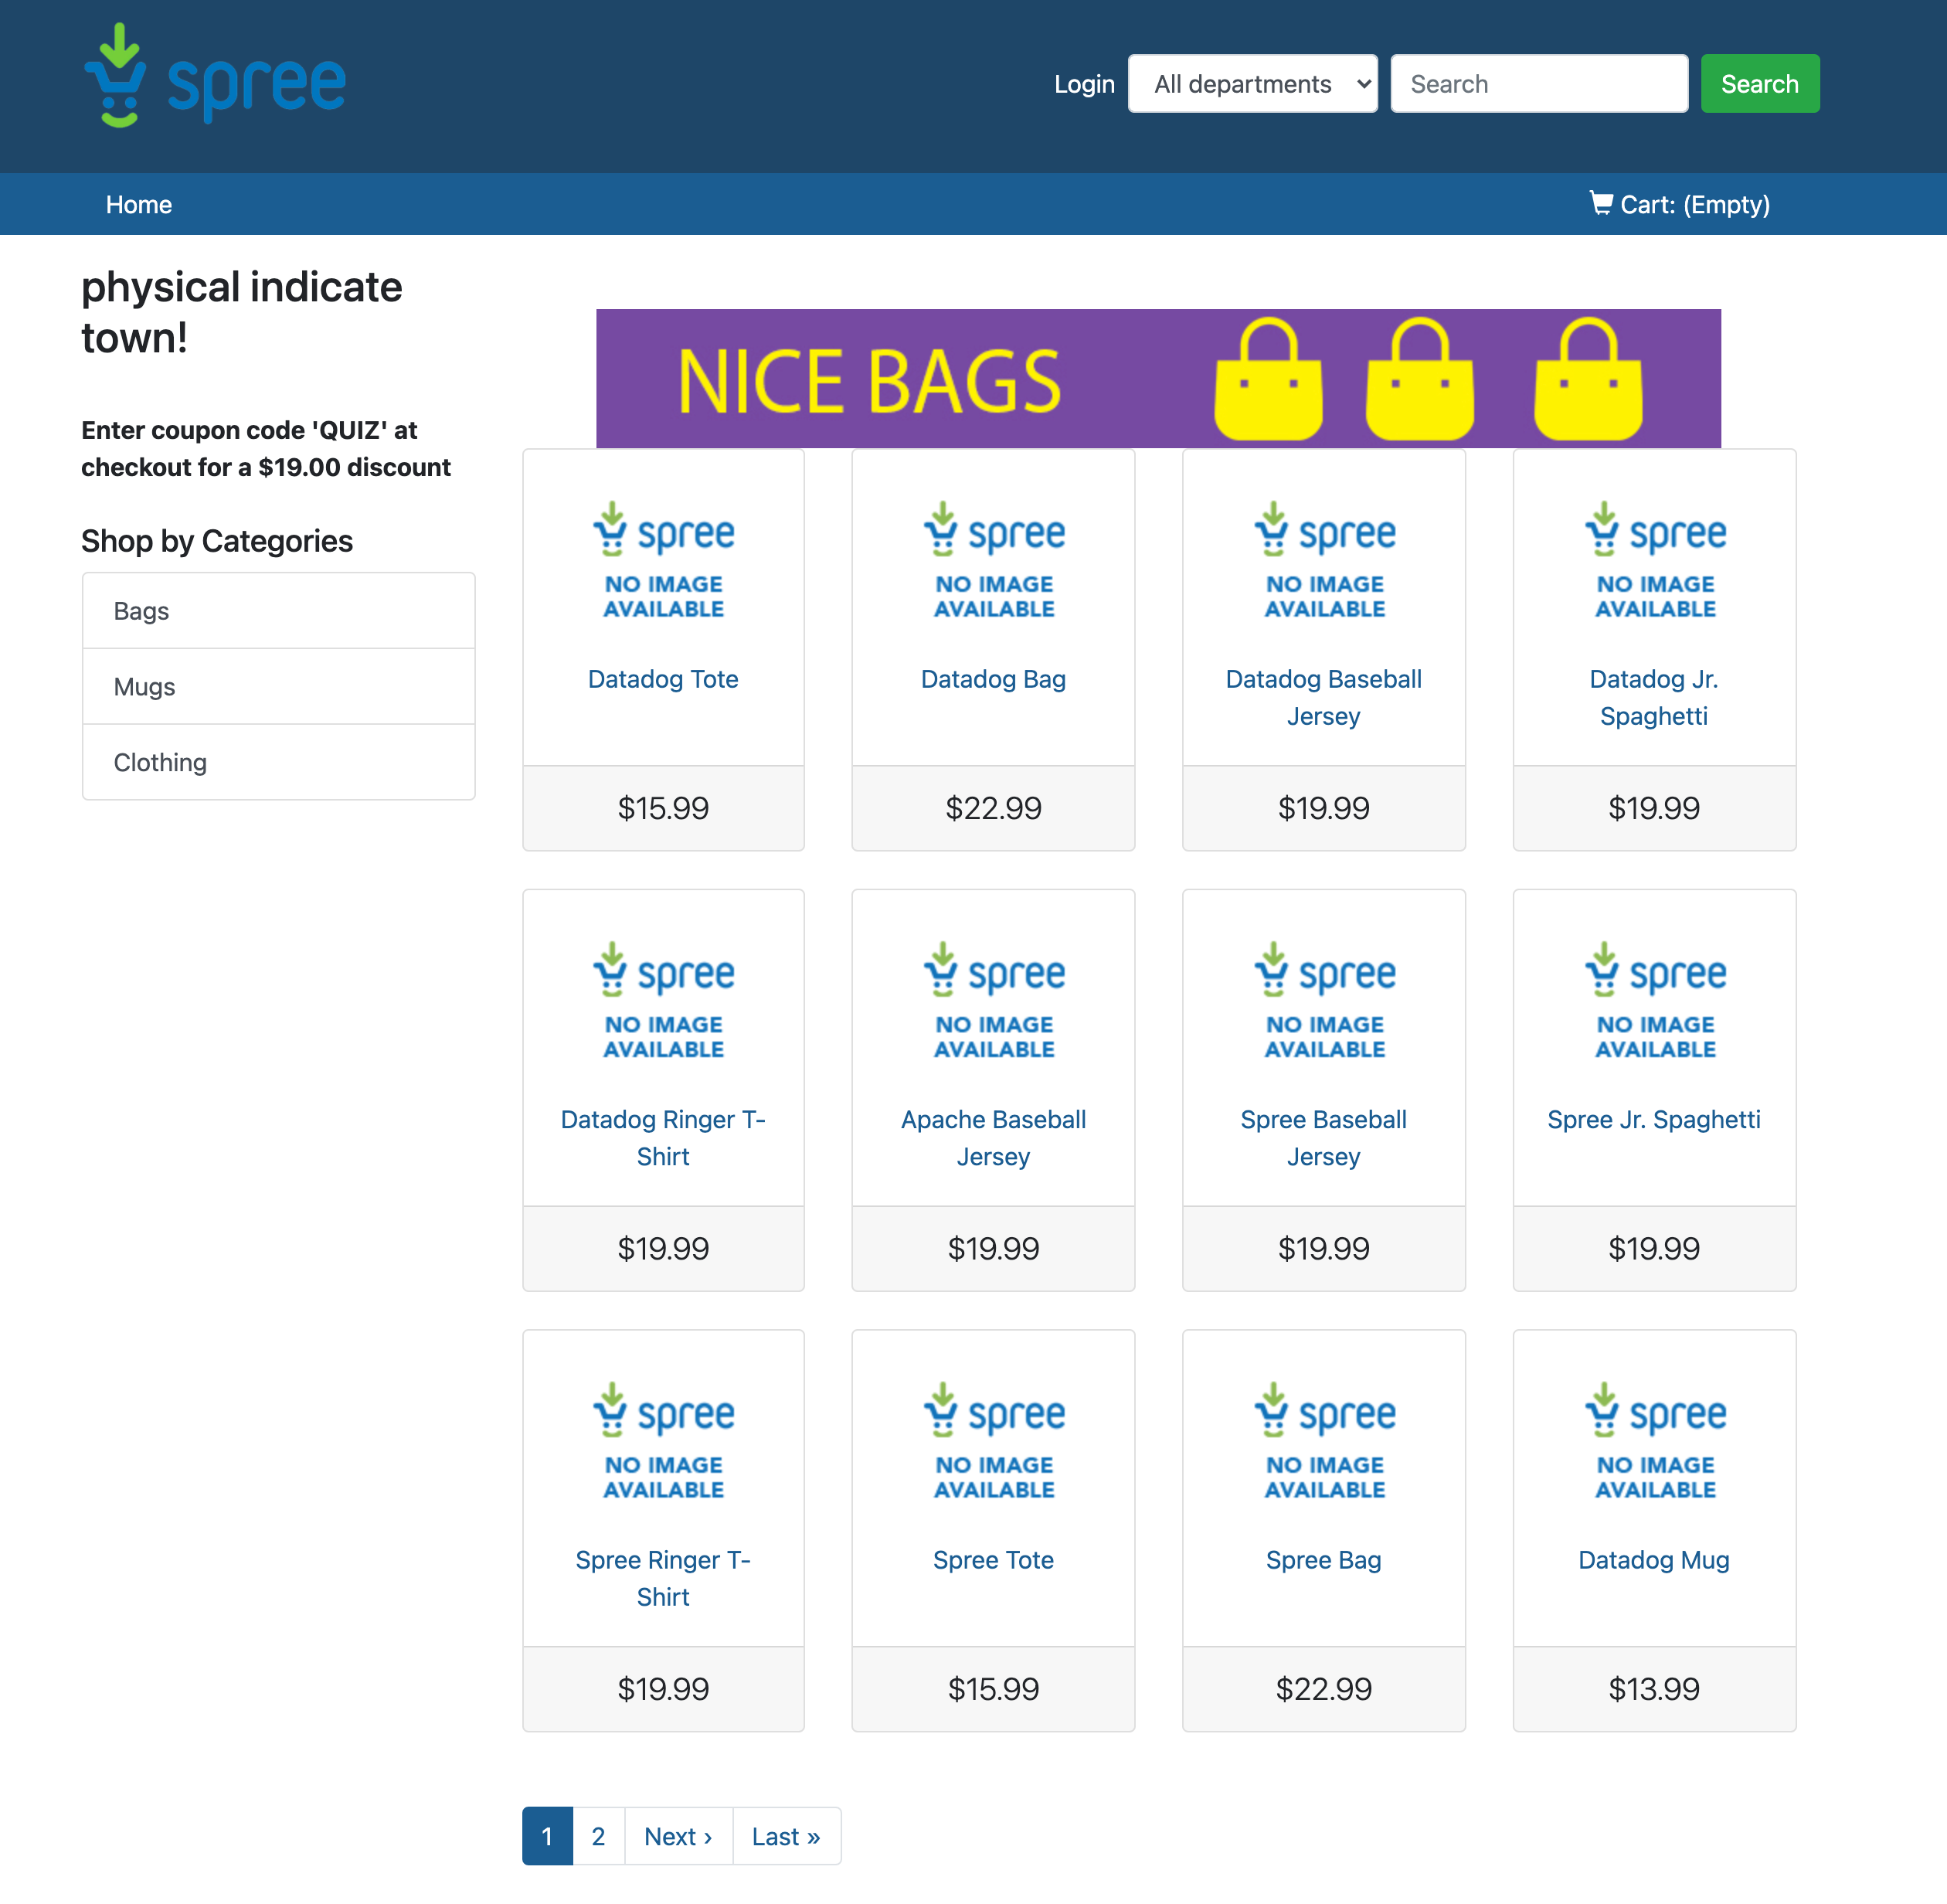 spree
Login
All departments
Search
Search
Home
Cart: (Empty)
physical indicate
town!
Enter coupon code 'QUIZ' at
checkout for a $19.00 discount
Shop by Categories
Bags
Mugs
Clothing
NICE BAGS
spree
NO IMAGE
AVAILABLE
Datadog Tote
$15.99
spree
NO IMAGE
AVAILABLE
Datadog Bag
$22.99
spree
NO IMAGE
AVAILABLE
Datadog Baseball
Jersey
$19.99
spree
NO IMAGE
AVAILABLE
Datadog Jr.
Spaghetti
$19.99
spree
NO IMAGE
AVAILABLE
Datadog Ringer T-
Shirt
$19.99
spree
NO IMAGE
AVAILABLE
Apache Baseball
Jersey
$19.99
spree
NO IMAGE
AVAILABLE
Spree Baseball
Jersey
$19.99
spree
NO IMAGE
AVAILABLE
Spree Jr. Spaghetti
$19.99
spree
NO IMAGE
AVAILABLE
Spree Ringer T-
Shirt
$19.99
spree
NO IMAGE
AVAILABLE
Spree Tote
$15.99
spree
NO IMAGE
AVAILABLE
Spree Bag
$22.99
spree
NO IMAGE
AVAILABLE
Datadog Mug
$13.99
1 2 Next › Last »